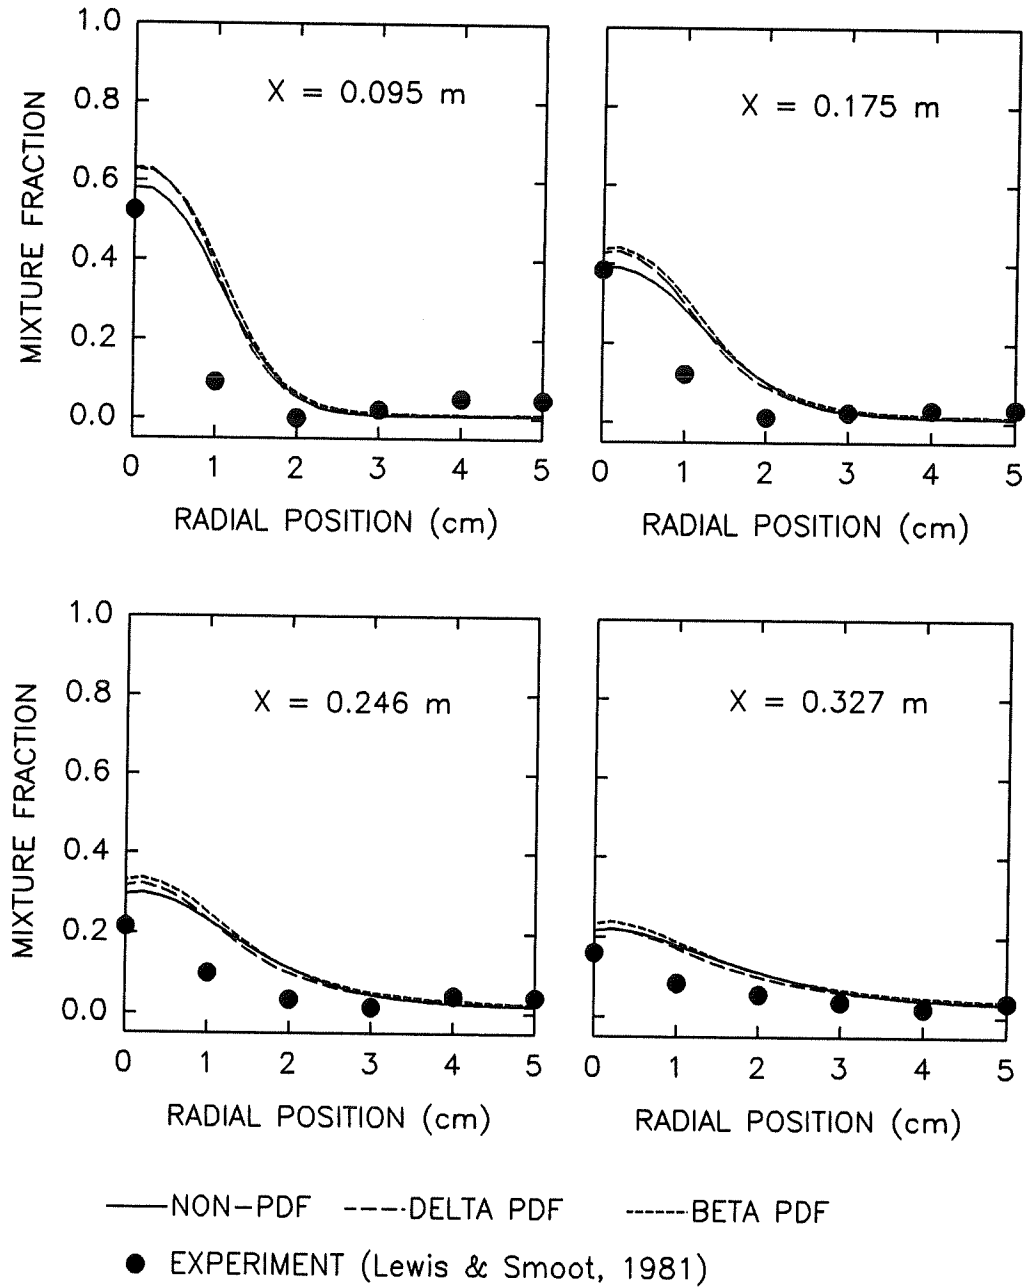 1.0
0.8
0.6
0.4
0.2
0.0
MIXTURE FRACTION
X = 0.095 m
0 1 2 3 4 5
RADIAL POSITION (cm)
X = 0.175 m
0 1 2 3 4 5
RADIAL POSITION (cm)
1.0
0.8
0.6
0.4
0.2
0.0
MIXTURE FRACTION
X = 0.246 m
0 1 2 3 4 5
RADIAL POSITION (cm)
X = 0.327 m
0 1 2 3 4 5
RADIAL POSITION (cm)
NON-PDF DELTA PDF BETA PDF
EXPERIMENT (Lewis & Smoot, 1981)